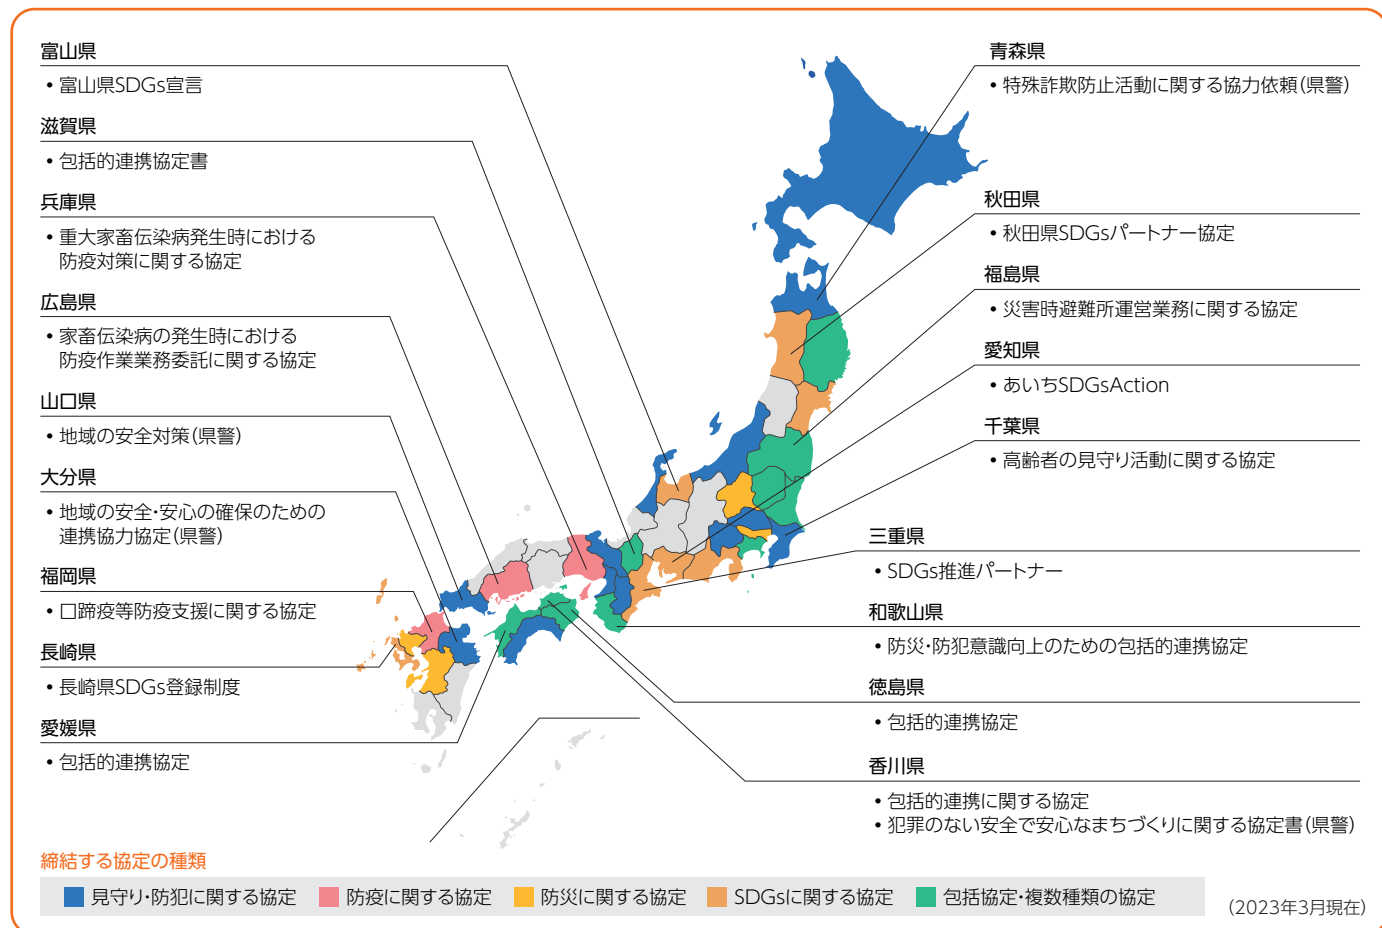 富山県
• 富山県SDGs宣言
滋賀県
• 包括的連携協定書
兵庫県
• 重大家畜伝染病発生時における
防疫対策に関する協定
広島県
• 家畜伝染病の発生時における
防疫作業業務委託に関する協定
山口県
• 地域の安全対策(県警)
大分県
• 地域の安全・安心の確保のための
連携協力協定(県警)
福岡県
• 口蹄疫等防疫支援に関する協定
長崎県
• 長崎県SDGs登録制度
愛媛県
• 包括的連携協定
青森県
• 特殊詐欺防止活動に関する協力依頼(県警)
秋田県
• 秋田県SDGsパートナー協定
福島県
• 災害時避難所運営業務に関する協定
愛知県
• あいちSDGsAction
千葉県
• 高齢者の見守り活動に関する協定
三重県
• SDGs推進パートナー
和歌山県
• 防災・防犯意識向上のための包括的連携協定
徳島県
• 包括的連携協定
香川県
• 包括的連携に関する協定
• 犯罪のない安全で安心なまちづくりに関する協定書(県警)
締結する協定の種類
見守り・防犯に関する協定 防疫に関する協定 防災に関する協定 SDGsに関する協定 包括協定・複数種類の協定
(2023年3月現在)